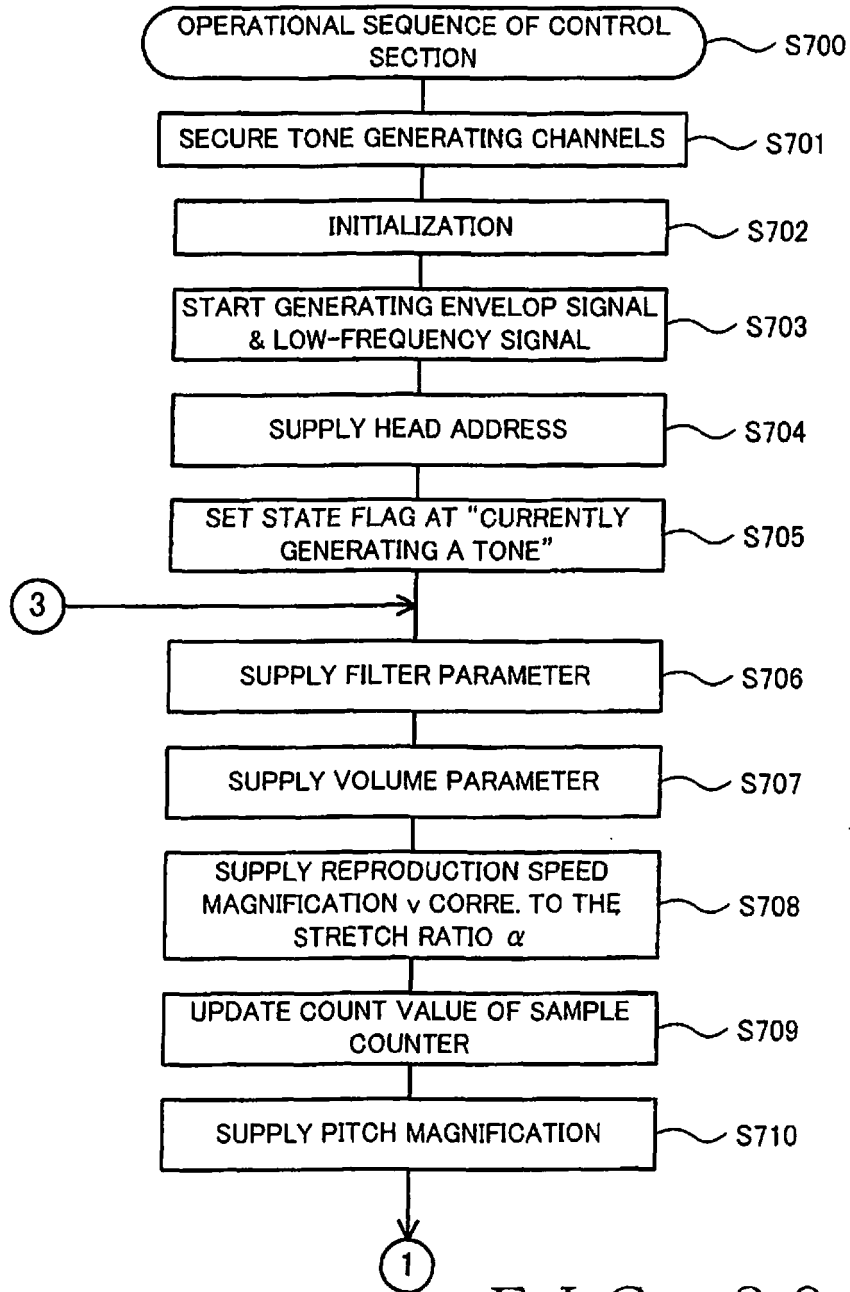 OPERATIONAL SEQUENCE OF CONTROL
SECTION
S700
SECURE TONE GENERATING CHANNELS
S701
INITIALIZATION
S702
START GENERATING ENVELOP SIGNAL
& LOW-FREQUENCY SIGNAL
S703
SUPPLY HEAD ADDRESS
S704
SET STATE FLAG AT "CURRENTLY
GENERATING A TONE"
S705
3
SUPPLY FILTER PARAMETER
S706
SUPPLY VOLUME PARAMETER
S707
SUPPLY REPRODUCTION SPEED
MAGNIFICATION v CORRE. TO THE
STRETCH RATIO α
S708
UPDATE COUNT VALUE OF SAMPLE
COUNTER
S709
SUPPLY PITCH MAGNIFICATION
S710
1